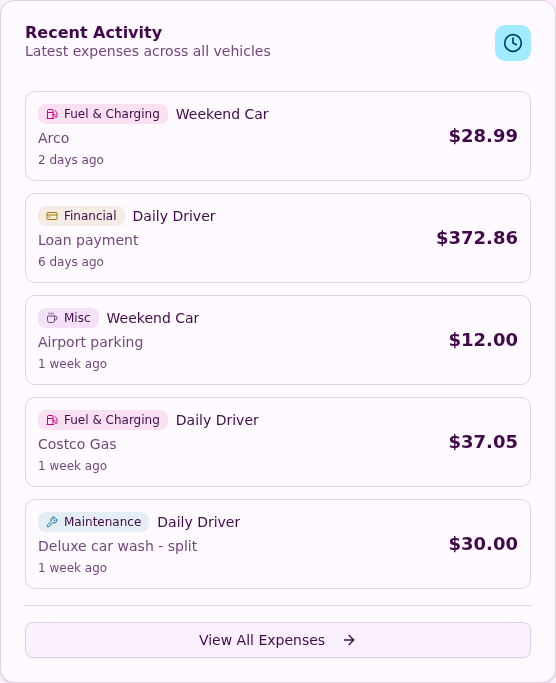 Recent Activity
Latest expenses across all vehicles
Fuel & Charging Weekend Car
Arco
$28.99
2 days ago
Financial Daily Driver
Loan payment
$372.86
6 days ago
Misc Weekend Car
Airport parking
$12.00
1 week ago
Fuel & Charging Daily Driver
Costco Gas
$37.05
1 week ago
Maintenance Daily Driver
Deluxe car wash - split
$30.00
1 week ago
View All Expenses